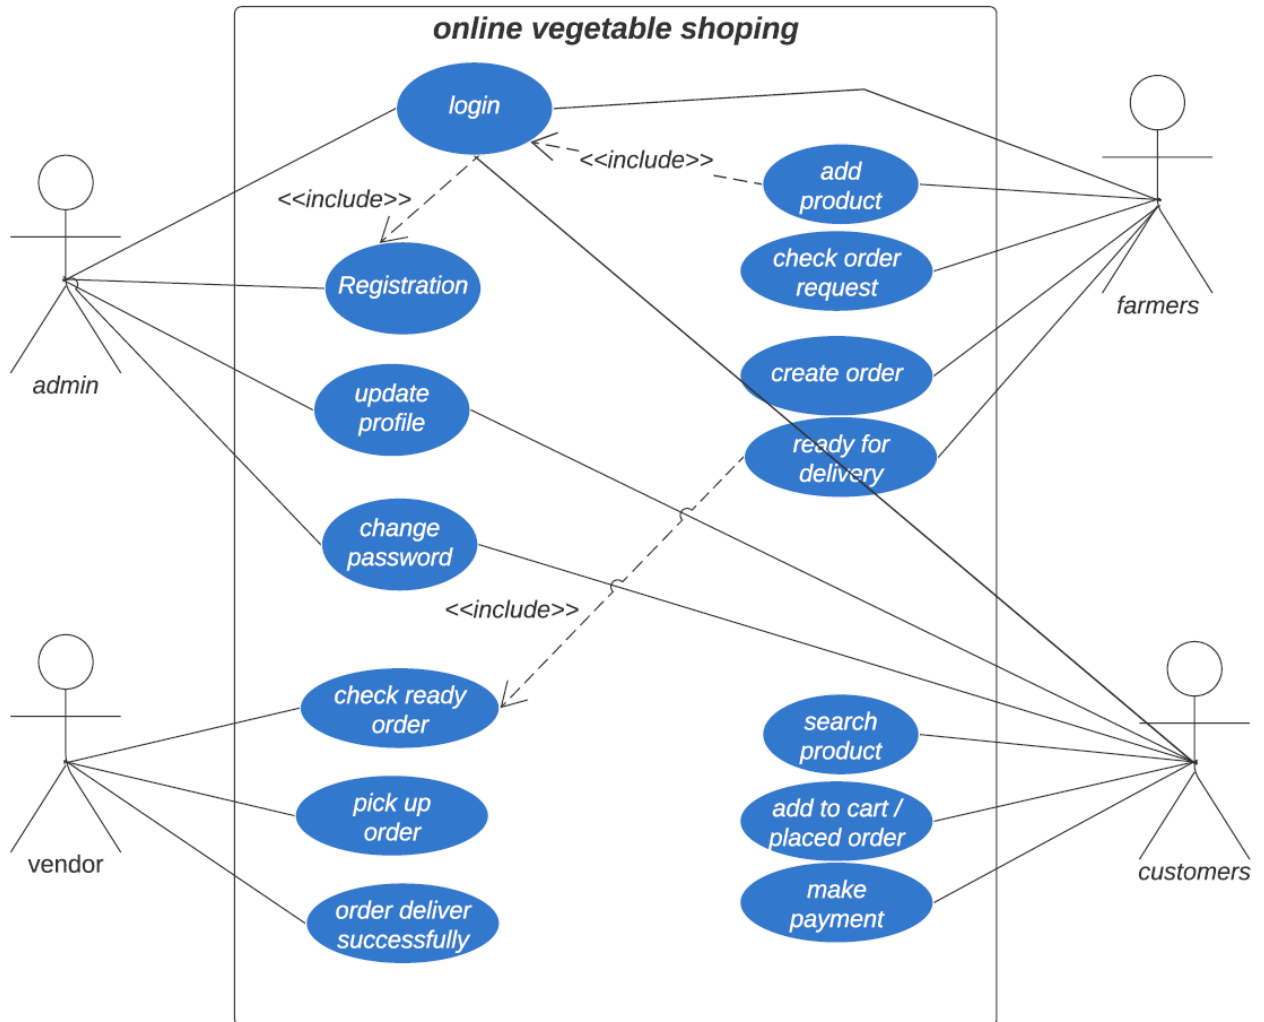 online vegetable shoping
login
<<include>>
add
product
<<include>>
check order
request
Registration
farmers
admin
update
profile
create order
ready for
delivery
change
password
<<include>>
check ready
order
search
product
pick up
order
add to cart /
placed order
vendor
customers
make
payment
order deliver
successfully